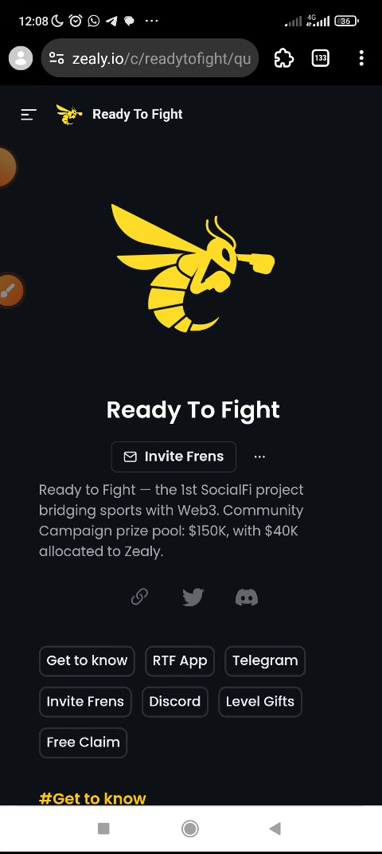 12:08
4G
36
zealy.io/c/readytofight/qu
133
Ready To Fight
Ready To Fight
Invite Frens
Ready to Fight — the 1st SocialFi project
bridging sports with Web3. Community
Campaign prize pool: $150K, with $40K
allocated to Zealy.
Get to know
RTF App
Telegram
Invite Frens
Discord
Level Gifts
Free Claim
#Get to know